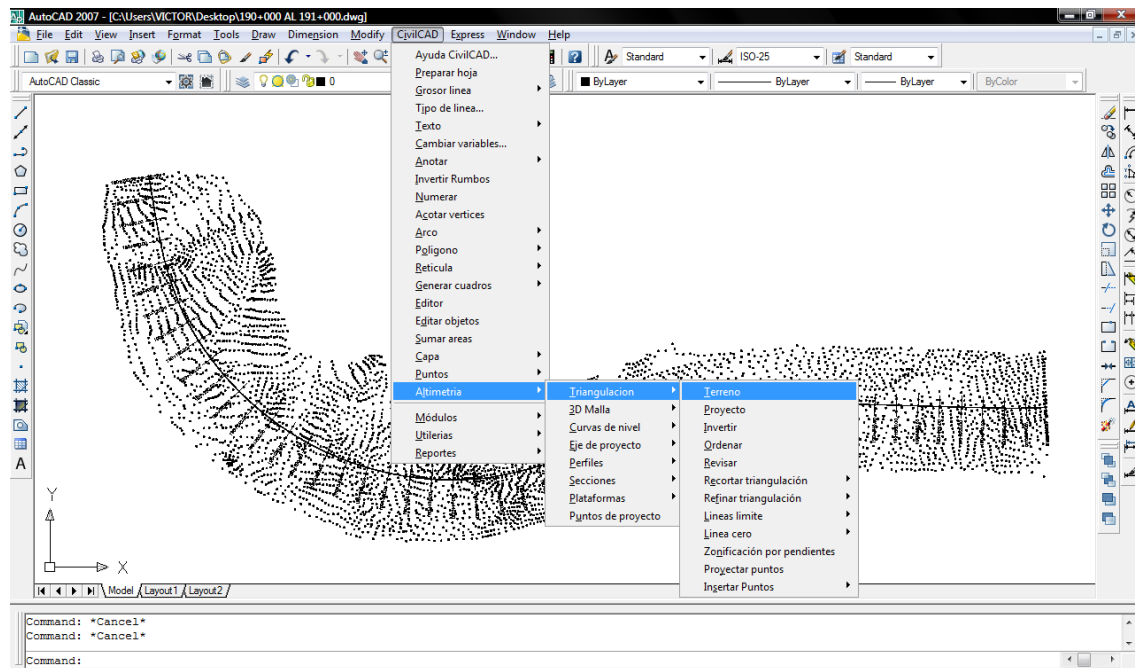 AutoCAD 2007 - [C:\Users\VICTOR\Desktop\190+000 AL 191+000.dwg]
File Edit View Insert Format Tools Draw Dimension Modify CivilCAD Express Window Help
Standard ISO-25 Standard
AutoCAD Classic 0 ByLayer ByLayer ByLayer ByColor
Ayuda CivilCAD...
Preparar hoja
Grosor linea
Tipo de linea...
Texto
Cambiar variables...
Anotar
Invertir Rumbos
Numerar
Acotar vertices
Arco
Poligono
Reticula
Generar cuadros
Editor
Editar objetos
Sumar areas
Capa
Puntos
Altimetria
Módulos
Utilerias
Reportes
Triangulacion
3D Malla
Curvas de nivel
Eje de proyecto
Perfiles
Secciones
Plataformas
Puntos de proyecto
Terreno
Proyecto
Invertir
Ordenar
Revisar
Recortar triangulación
Refinar triangulación
Lineas limite
Linea cero
Zonificación por pendientes
Proyectar puntos
Insertar Puntos
Y
X
A
Model Layout1 Layout2
Command: *Cancel*
Command: *Cancel*
Command: